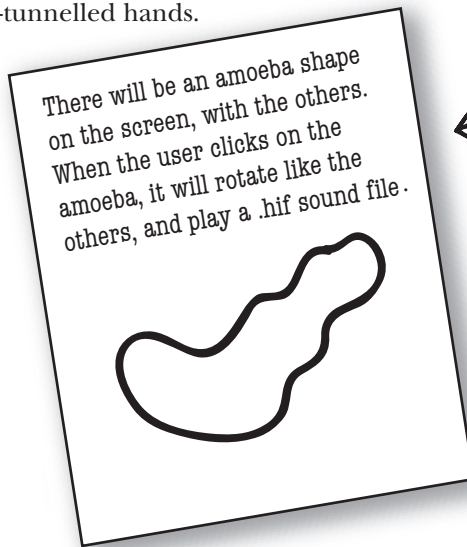 -tunnelled hands.
There will be an amoeba shape
on the screen, with the others.
When the user clicks on the
amoeba, it will rotate like the
others, and play a .hif sound file.